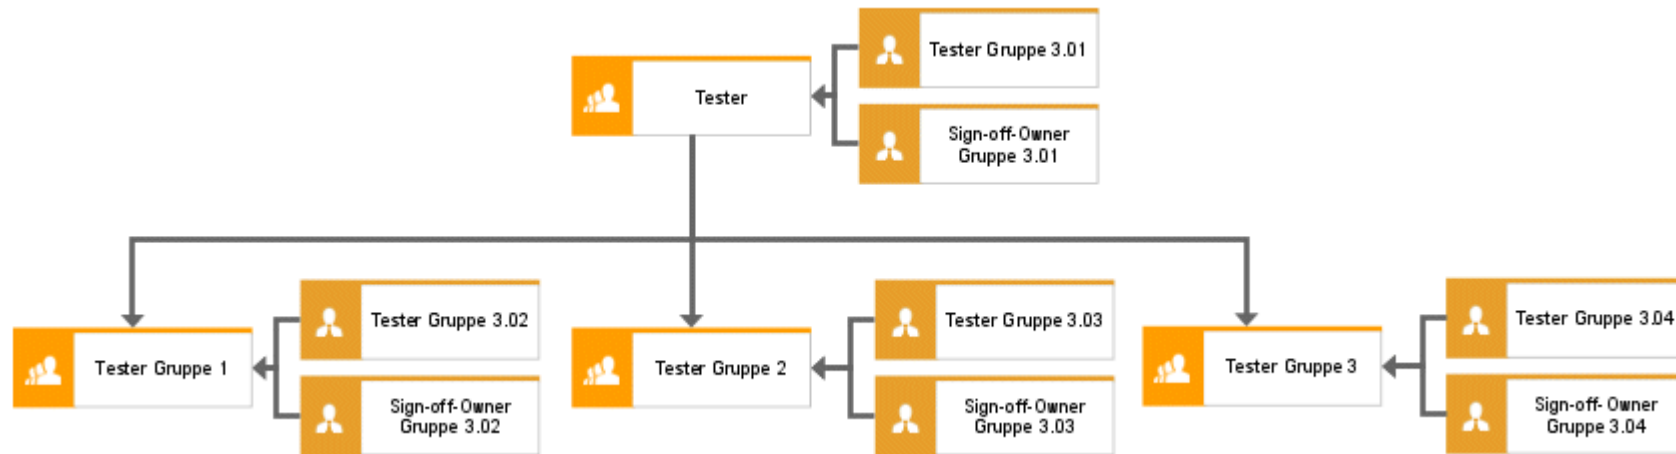 Tester Gruppe 3.01
Tester
Sign-off-Owner
Gruppe 3.01
Tester Gruppe 3.02
Tester Gruppe 1
Sign-off-Owner
Gruppe 3.02
Tester Gruppe 3.03
Tester Gruppe 2
Sign-off-Owner
Gruppe 3.03
Tester Gruppe 3.04
Tester Gruppe 3
Sign-off-Owner
Gruppe 3.04